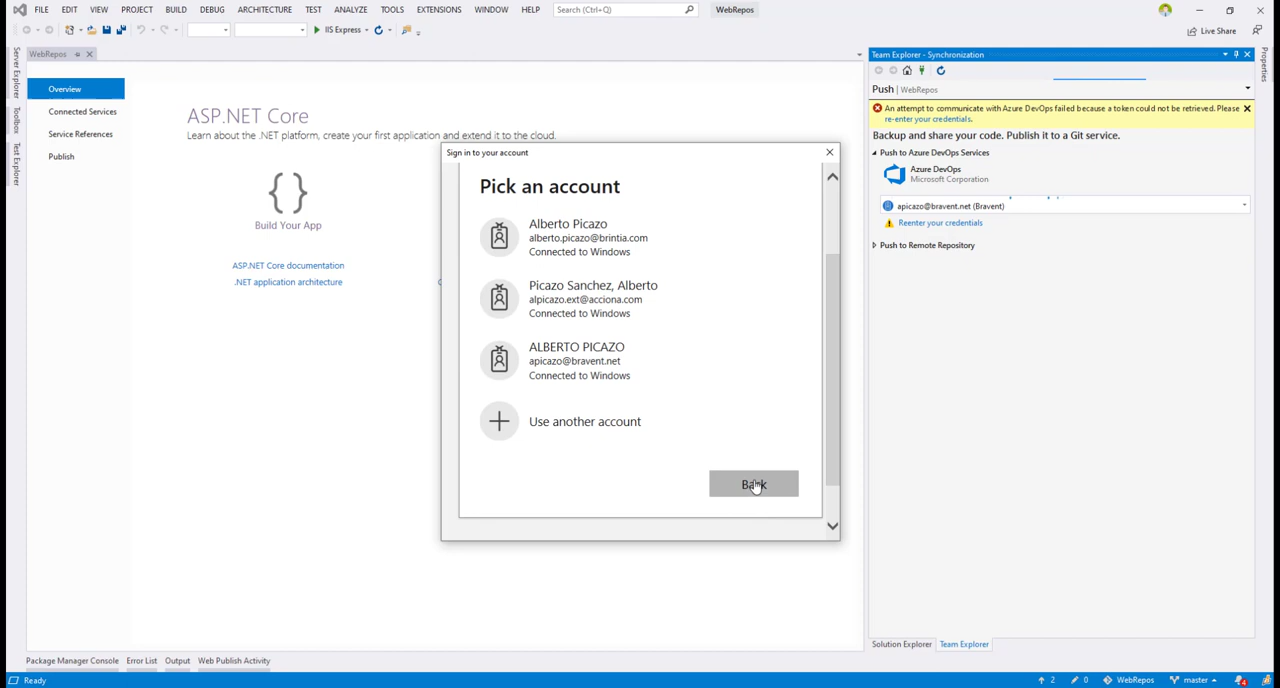 FILE EDIT VIEW PROJECT BUILD DEBUG ARCHITECTURE TEST ANALYZE TOOLS EXTENSIONS WINDOW HELP Search (Ctrl+Q) WebRepos
IIS Express Live Share
Server Explorer
Toolbox
Test Explorer
WebRepos
Overview
Connected Services
Service References
Publish
ASP.NET Core
Learn about the .NET platform, create your first application and extend it to the cloud.
Build Your App
ASP.NET Core documentation
.NET application architecture
Sign in to your account
Pick an account
Alberto Picazo
alberto.picazo@brintia.com
Connected to Windows
Picazo Sanchez, Alberto
alpicazo.ext@acciona.com
Connected to Windows
ALBERTO PICAZO
apicazo@bravent.net
Connected to Windows
Use another account
Back
Team Explorer - Synchronization
Push | WebRepos
An attempt to communicate with Azure DevOps failed because a token could not be retrieved. Please
re-enter your credentials.
Backup and share your code. Publish it to a Git service.
Push to Azure DevOps Services
Azure DevOps
Microsoft Corporation
apicazo@bravent.net (Bravent)
Reenter your credentials
Push to Remote Repository
Properties
Solution Explorer Team Explorer
Package Manager Console Error List Output Web Publish Activity
Ready 2 0 WebRepos master 4